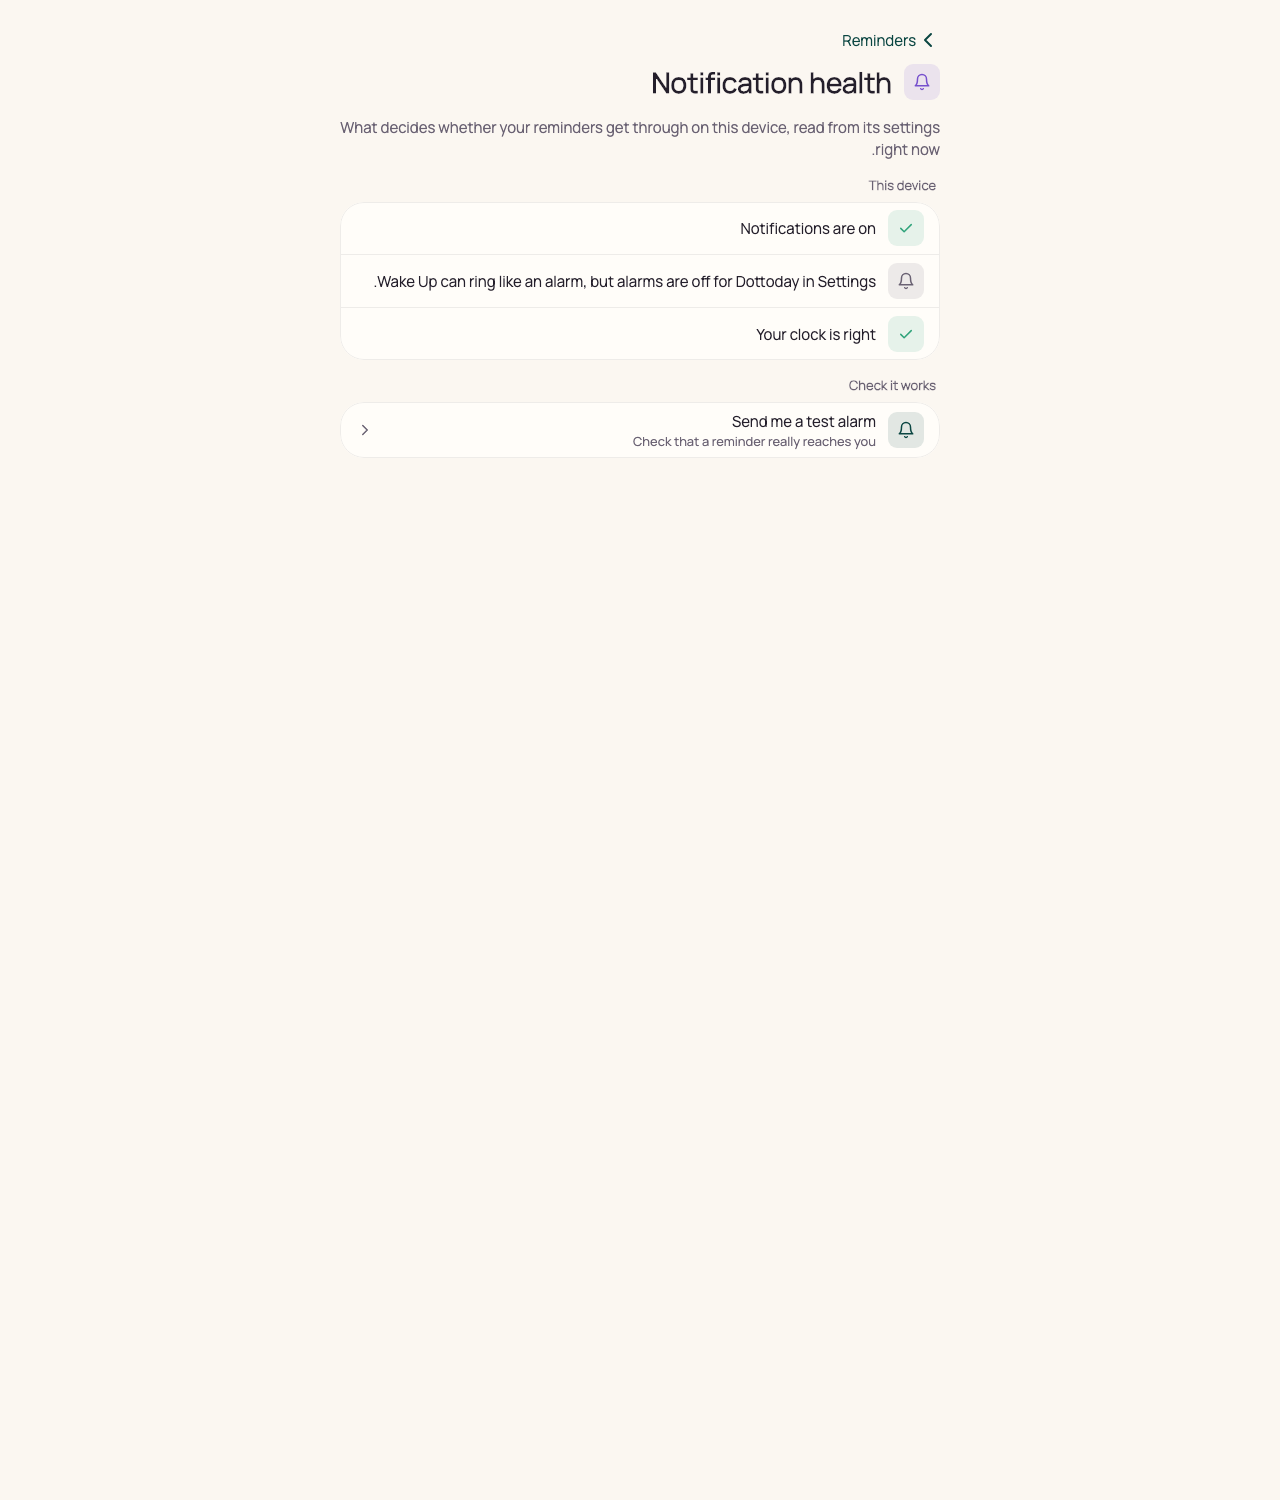 Reminders
Notification health
What decides whether your reminders get through on this device, read from its settings
.right now
This device
Notifications are on
.Wake Up can ring like an alarm, but alarms are off for Dottoday in Settings
Your clock is right
Check it works
Send me a test alarm
Check that a reminder really reaches you